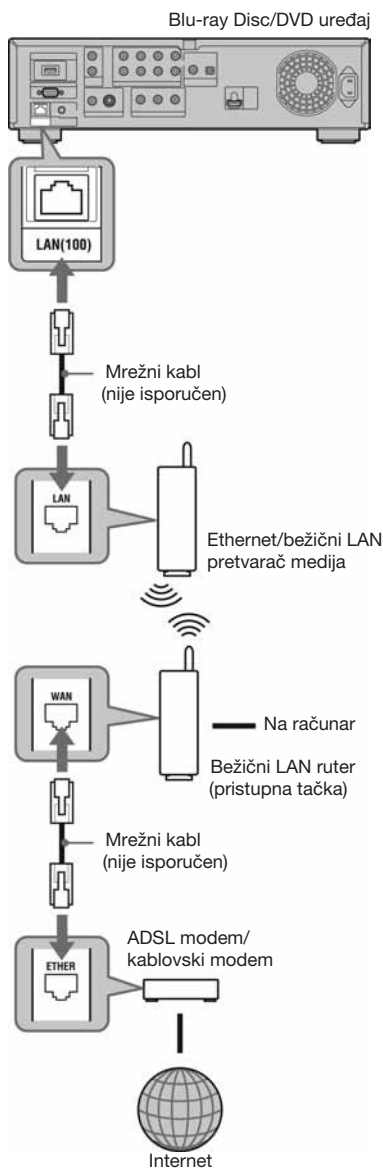 Blu-ray Disc/DVD uređaj
LAN(100)
Mrežni kabl
(nije isporučen)
LAN
Ethernet/bežični LAN
pretvarač medija
WAN
Na računar
Bežični LAN ruter
(pristupna tačka)
Mrežni kabl
(nije isporučen)
ADSL modem/
kablovski modem
ETHER
Internet